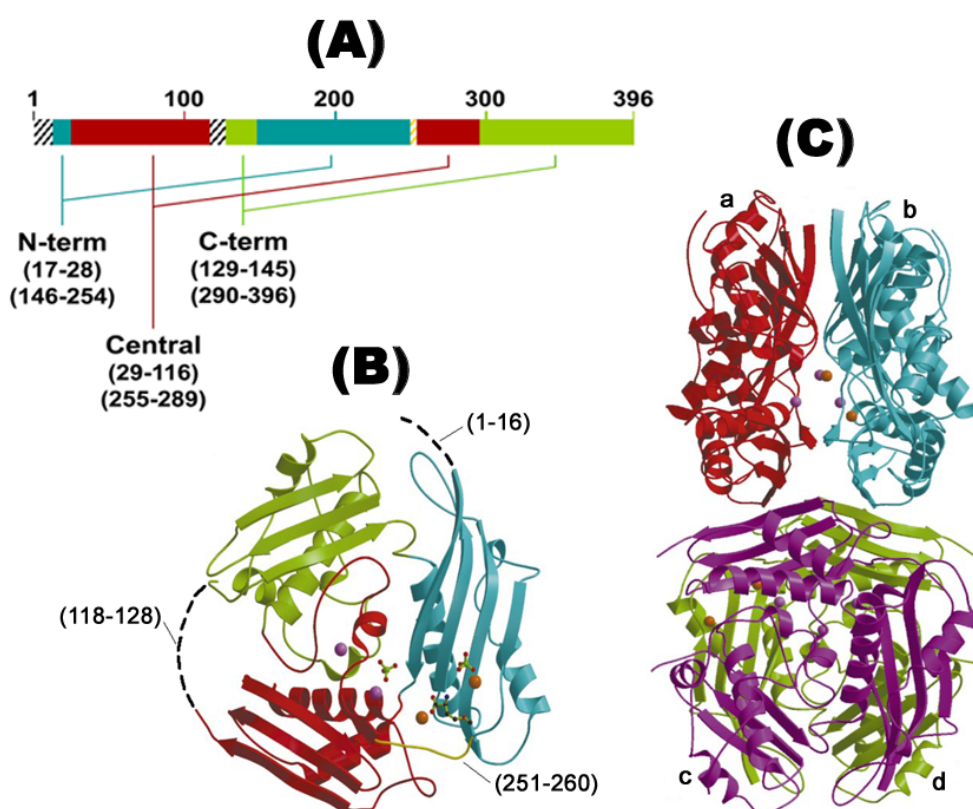 (A)
1 100 200 300 396
N-term
(17-28)
(146-254)
C-term
(129-145)
(290-396)
Central
(29-116)
(255-289)
(B)
(1-16)
(118-128)
(251-260)
(C)
a b
c d